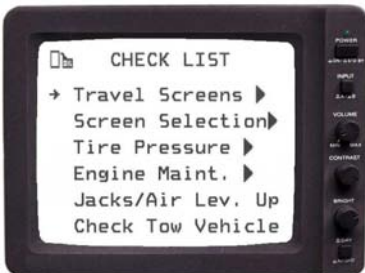 CHECK LIST
→ Travel Screens ▶
Screen Selection▶
Tire Pressure ▶
Engine Maint. ▶
Jacks/Air Lev. Up
Check Tow Vehicle
POWER
INPUT
VOLUME
CONTRAST
BRIGHT